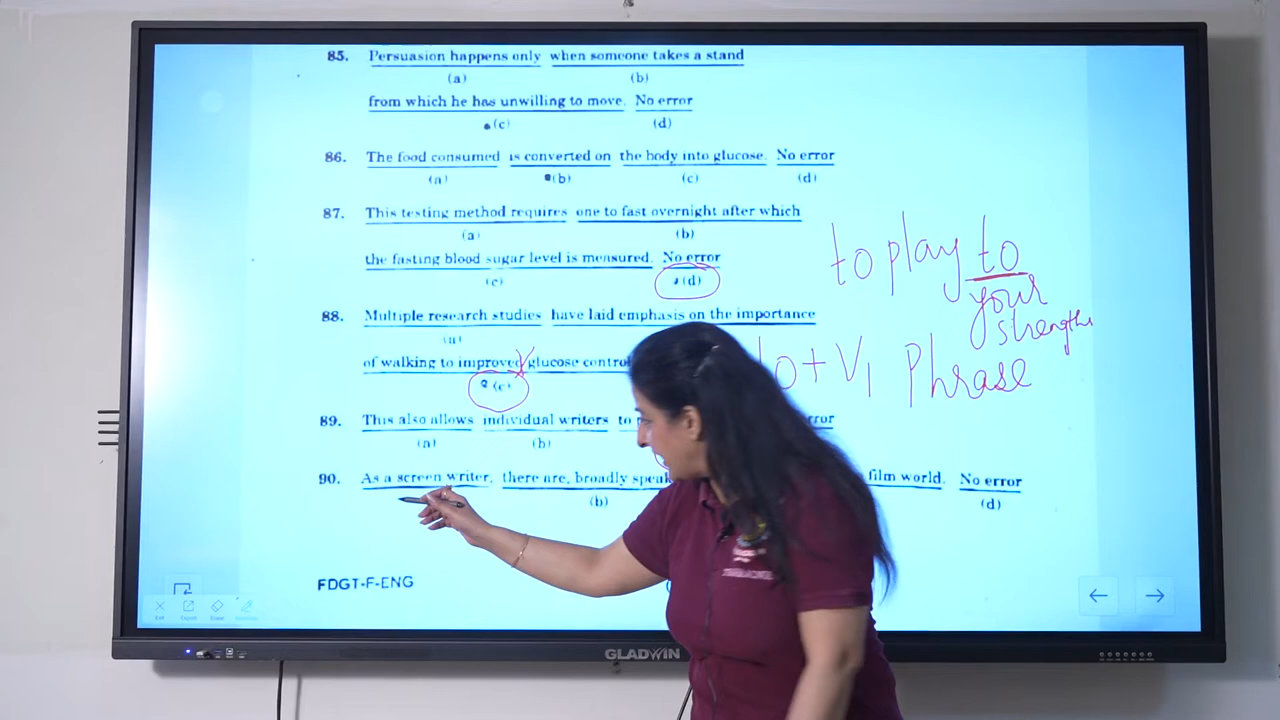 85. Persuasion happens only when someone takes a stand
(a) (b)
from which he has unwilling to move. No error
(c) (d)
86. The food consumed is converted on the body into glucose. No error
(a) (b) (c) (d)
87. This testing method requires one to fast overnight after which
(a) (b)
the fasting blood sugar level is measured. No error
(c) (d)
88. Multiple research studies have laid emphasis on the importance
(a)
of walking to improved glucose control
(c)
89. This also allows individual writers to
(a) (b)
90. As a screen writer, there are, broadly film world. No error
(b) (d)
to play to
your
strengths
to + V1 Phrase
FDGT-F-ENG
Exit Export Eraser
GLADWIN